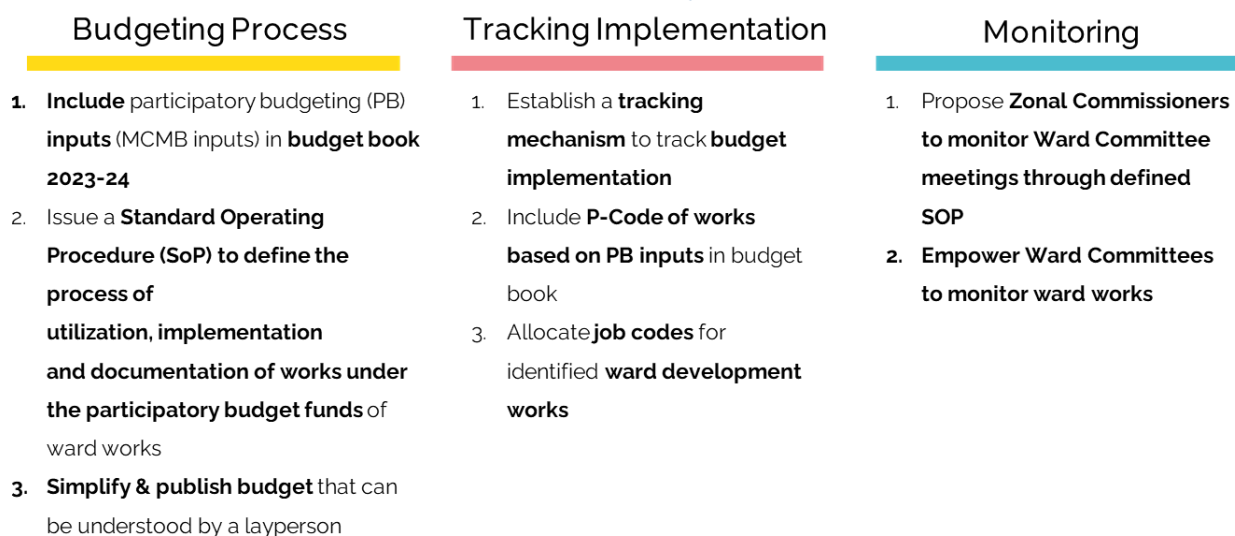 Budgeting Process
1. Include participatory budgeting (PB)
inputs (MCMB inputs) in budget book
2023-24
2. Issue a Standard Operating
Procedure (SoP) to define the
process of
utilization, implementation
and documentation of works under
the participatory budget funds of
ward works
3. Simplify & publish budget that can
be understood by a layperson
Tracking Implementation
1. Establish a tracking
mechanism to track budget
implementation
2. Include P-Code of works
based on PB inputs in budget
book
3. Allocate job codes for
identified ward development
works
Monitoring
1. Propose Zonal Commissioners
to monitor Ward Committee
meetings through defined
SOP
2. Empower Ward Committees
to monitor ward works